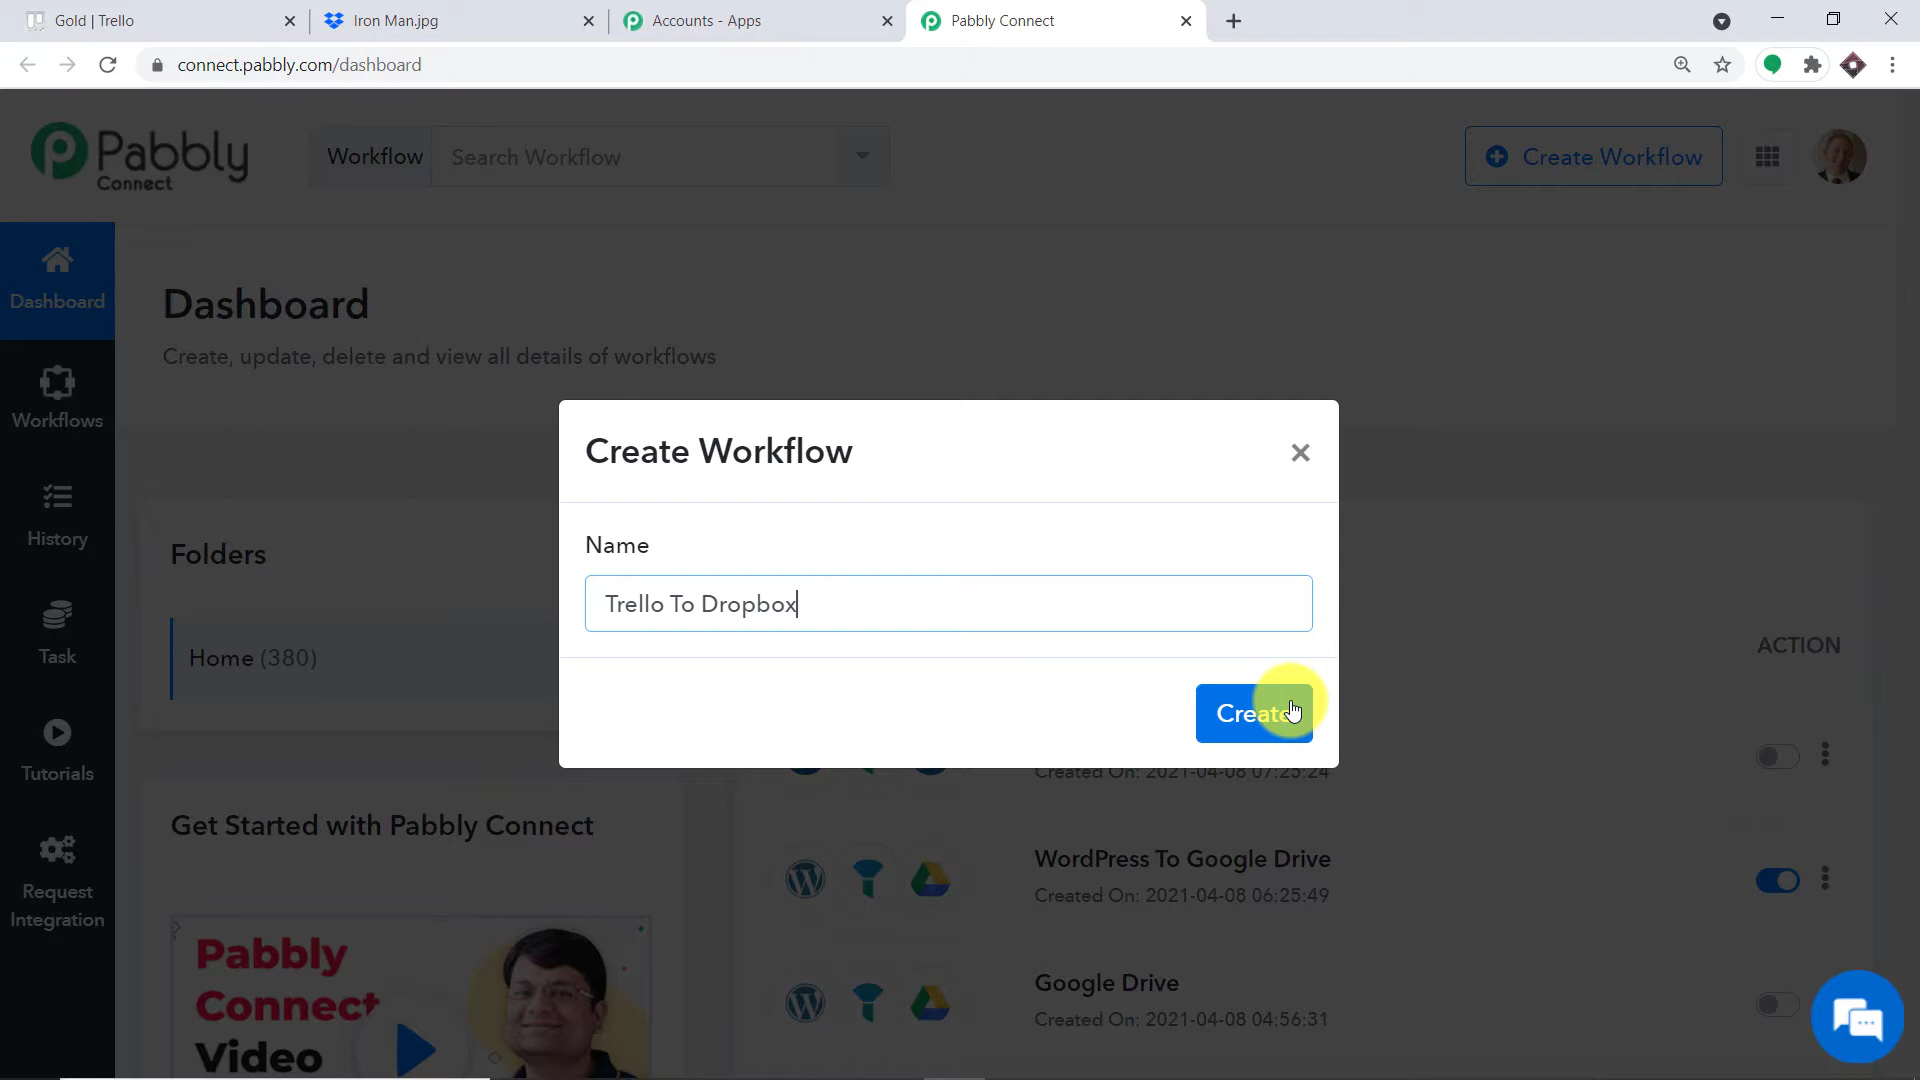 Gold | Trello
Iron Man.jpg
Accounts - Apps
Pabbly Connect
connect.pabbly.com/dashboard
Pabbly
Connect
Workflow
Search Workflow
Create Workflow
Dashboard
Workflows
History
Task
Tutorials
Request
Integration
Dashboard
Create, update, delete and view all details of workflows
Create Workflow
Name
Trello To Dropbox
Create
Folders
Home (380)
ACTION
Created On: 2021-04-08 07:25:24
WordPress To Google Drive
Created On: 2021-04-08 06:25:49
Google Drive
Created On: 2021-04-08 04:56:31
Get Started with Pabbly Connect
Pabbly
Connect
Video